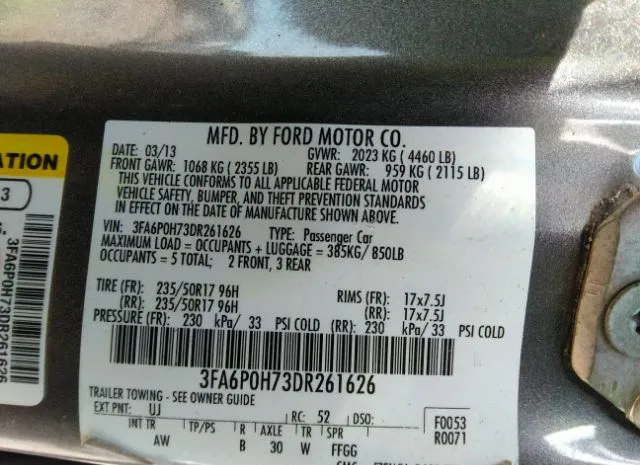 MFD. BY FORD MOTOR CO.
DATE: 03/13 GVWR: 2023 KG ( 4460 LB)
FRONT GAWR: 1068 KG ( 2355 LB) REAR GAWR: 959 KG ( 2115 LB)
THIS VEHICLE CONFORMS TO ALL APPLICABLE FEDERAL MOTOR
VEHICLE SAFETY, BUMPER, AND THEFT PREVENTION STANDARDS
IN EFFECT ON THE DATE OF MANUFACTURE SHOWN ABOVE.
VIN: 3FA6P0H73DR261626 TYPE: Passenger Car
MAXIMUM LOAD = OCCUPANTS + LUGGAGE = 385KG/ 850LB
OCCUPANTS = 5 TOTAL; 2 FRONT, 3 REAR
TIRE (FR): 235/50R17 96H RIMS (FR): 17x7.5J
(RR): 235/50R17 96H (RR): 17x7.5J
PRESSURE (FR): 230 kPa/ 33 PSI COLD (RR): 230 kPa/ 33 PSI COLD
3FA6P0H73DR261626
TRAILER TOWING - SEE OWNER GUIDE
EXT PNT: UJ RC: 52 DSO: F0053
INT TR TP/PS R AXLE TR SPR R0071
AW B 30 W FFGG
ATION
13
3FA6P0H73DR261626